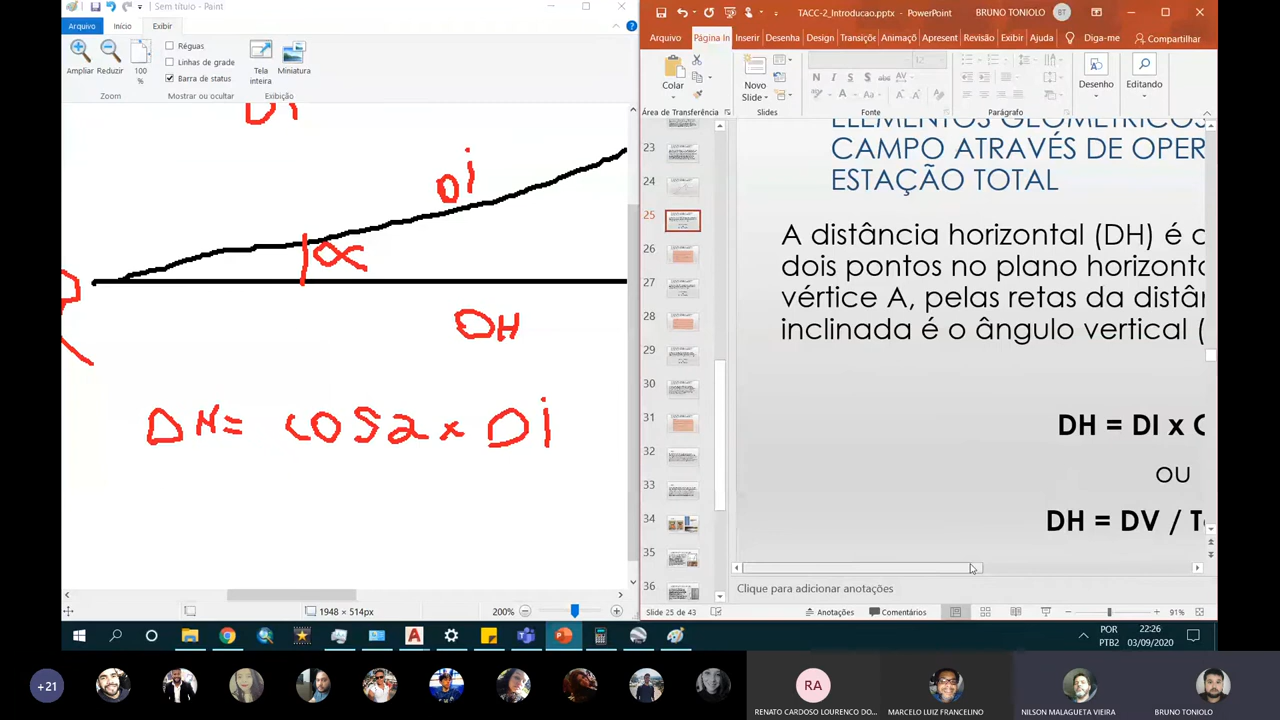 Sem título - Paint
Arquivo Início Exibir
Ampliar Reduzir 100 %
Réguas
Linhas de grade
Barra de status
Tela inteira
Miniatura
Zoom Mostrar ou ocultar Exibição
DI
Di
α
DH
DH= COS α x Di
1948 × 514px 200%
TACC-2_Introducao.pptx - PowerPoint
BRUNO TONIOLO BT
Arquivo Página In Inserir Desenha Design Transiçõe Animaçõ Apresent Revisão Exibir Ajuda Diga-me Compartilhar
Colar
Novo Slide
Desenho
Editando
Área de Transferência Slides Fonte Parágrafo
23
24
25
26
27
28
29
30
31
32
33
34
35
36
ELEMENTOS GEOMÉTRICOS
CAMPO ATRAVÉS DE OPER
ESTAÇÃO TOTAL
A distância horizontal (DH) é
dois pontos no plano horizonta
vértice A, pelas retas da distân
inclinada é o ângulo vertical (
DH = DI x C
OU
DH = DV / T
Clique para adicionar anotações
Slide 25 de 43 Anotações Comentários 91%
POR
PTB2
22:26
03/09/2020
+21
RA
RENATO CARDOSO LOURENCO DO...
MARCELO LUIZ FRANCELINO
NILSON MALAGUETA VIEIRA
BRUNO TONIOLO